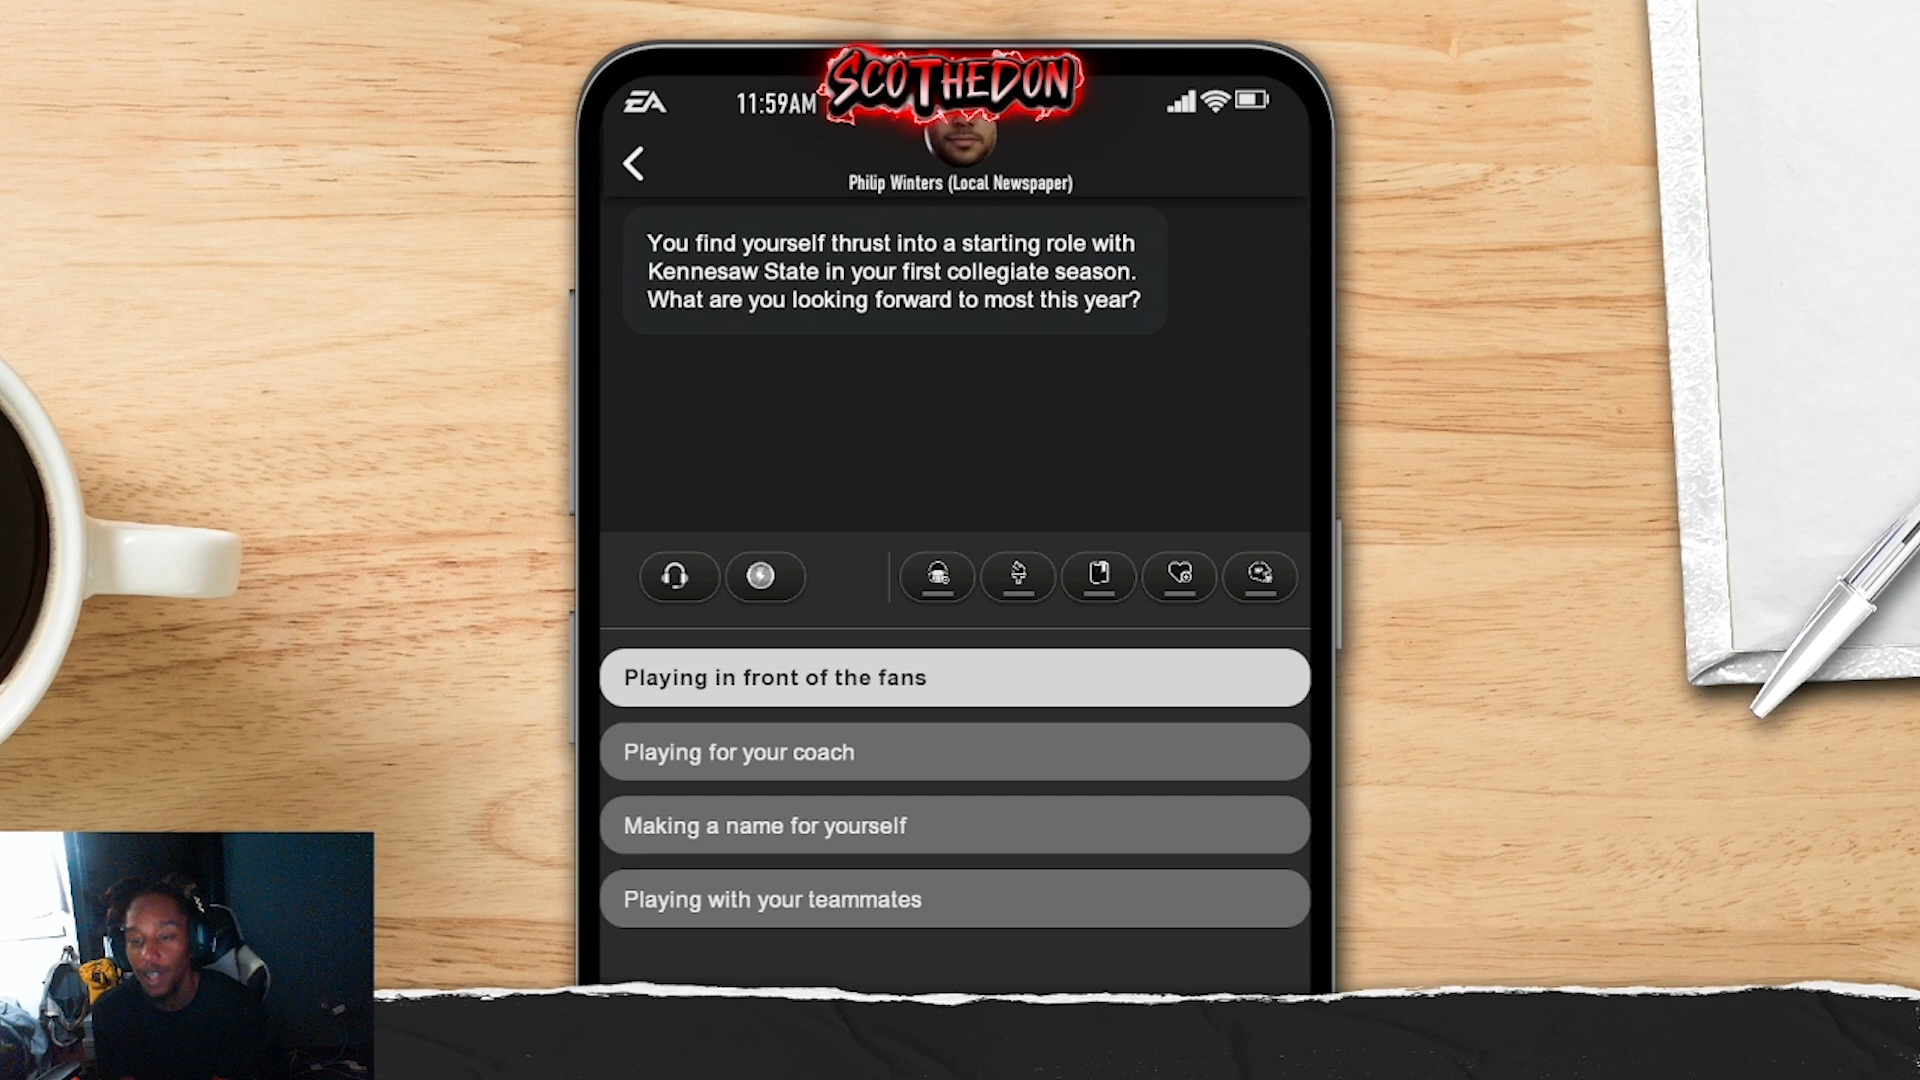 SCOTHEDON
EA
11:59AM
Philip Winters (Local Newspaper)
You find yourself thrust into a starting role with
Kennesaw State in your first collegiate season.
What are you looking forward to most this year?
Playing in front of the fans
Playing for your coach
Making a name for yourself
Playing with your teammates